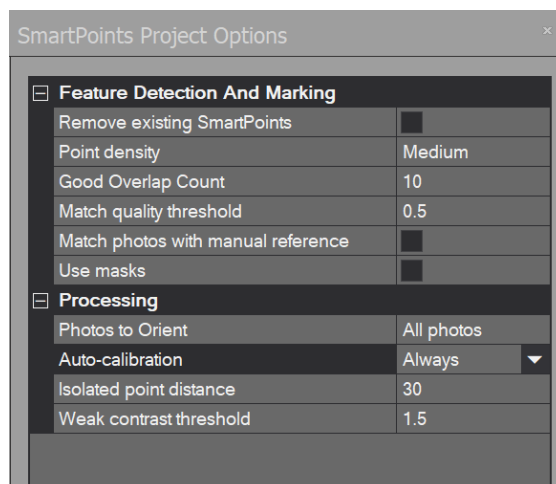 SmartPoints Project Options
Feature Detection And Marking
Remove existing SmartPoints
Point density Medium
Good Overlap Count 10
Match quality threshold 0.5
Match photos with manual reference
Use masks
Processing
Photos to Orient All photos
Auto-calibration Always
Isolated point distance 30
Weak contrast threshold 1.5